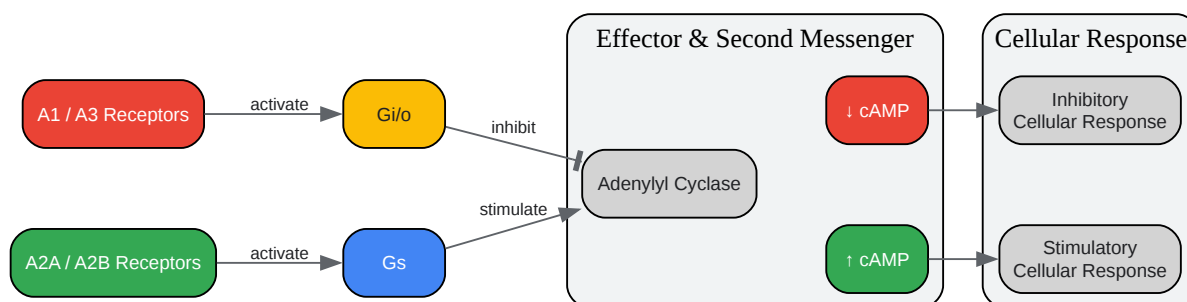 Effector & Second Messenger
Cellular Response
A1 / A3 Receptors
activate
Gi/o
inhibit
↓ cAMP
Inhibitory
Cellular Response
Adenylyl Cyclase
A2A / A2B Receptors
activate
Gs
stimulate
↑ cAMP
Stimulatory
Cellular Response